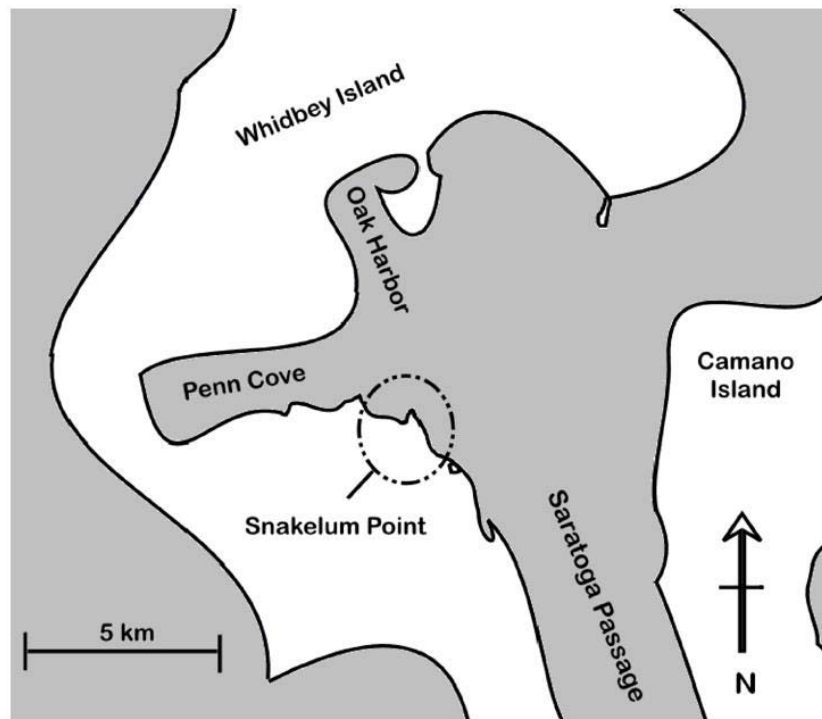 Whidbey Island
Oak Harbor
Penn Cove
Camano
Island
Snakelum Point
Saratoga Passage
5 km
N